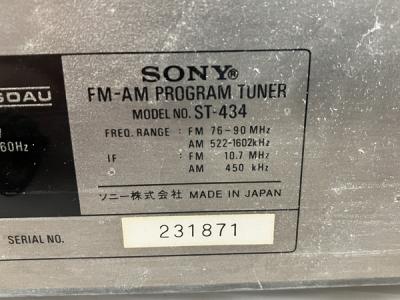 SONY®
FM-AM PROGRAM TUNER
MODEL NO. ST-434
FREQ. RANGE : FM 76-90 MHz
AM 522-1602kHz
IF : FM 10.7 MHz
AM 450 kHz
ソニー株式会社 MADE IN JAPAN
60Hz
SERIAL NO. 231871